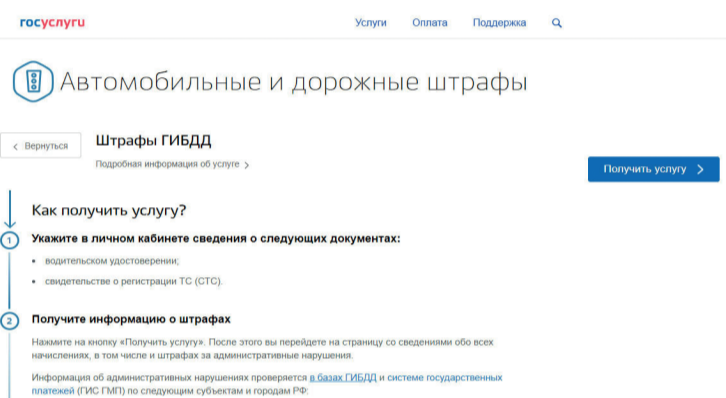 госуслуги
Услуги Оплата Поддержка
Автомобильные и дорожные штрафы
Вернуться
Штрафы ГИБДД
Подробная информация об услуге
Получить услугу
Как получить услугу?
1 Укажите в личном кабинете сведения о следующих документах:
• водительском удостоверении;
• свидетельстве о регистрации ТС (СТС).
2 Получите информацию о штрафах
Нажмите на кнопку «Получить услугу». После этого вы перейдете на страницу со сведениями обо всех
начислениях, в том числе и штрафах за административные нарушения.
Информация об административных нарушениях проверяется в базах ГИБДД и системе государственных
платежей (ГИС ГМП) по следующим субъектам и городам РФ: